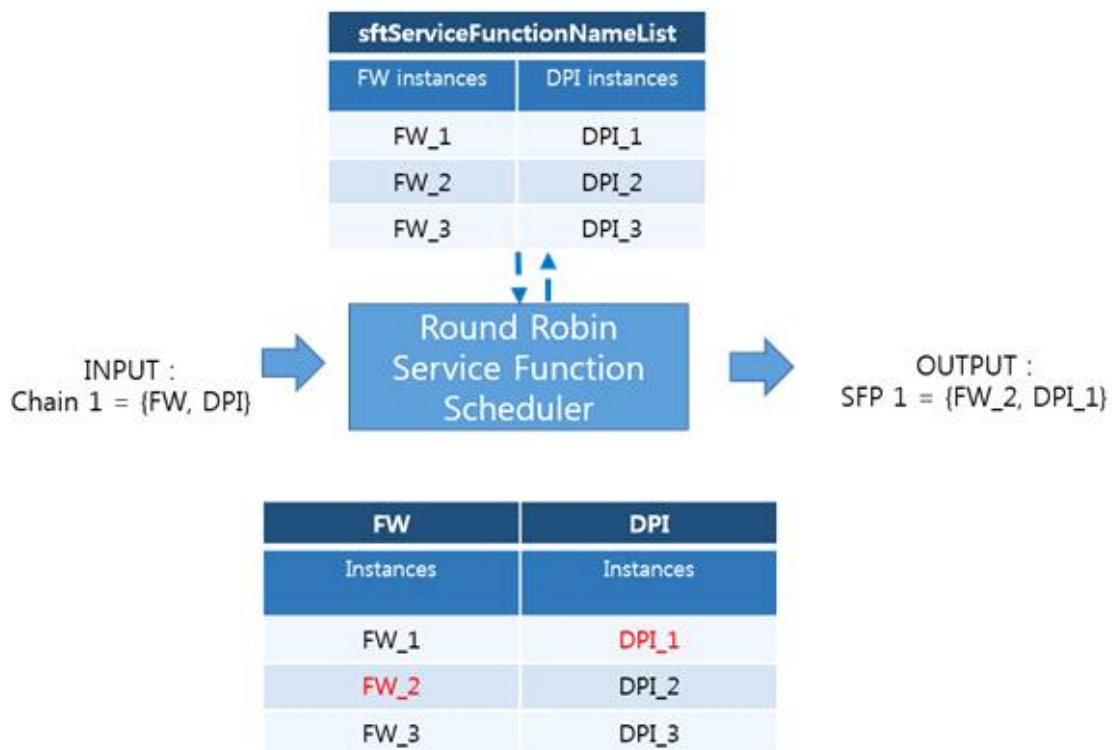 sftServiceFunctionNameList
FW instances DPI instances
FW_1 DPI_1
FW_2 DPI_2
FW_3 DPI_3
Round Robin
Service Function
Scheduler
INPUT :
Chain 1 = {FW, DPI}
OUTPUT :
SFP 1 = {FW_2, DPI_1}
FW DPI
Instances Instances
FW_1 DPI_1
FW_2 DPI_2
FW_3 DPI_3